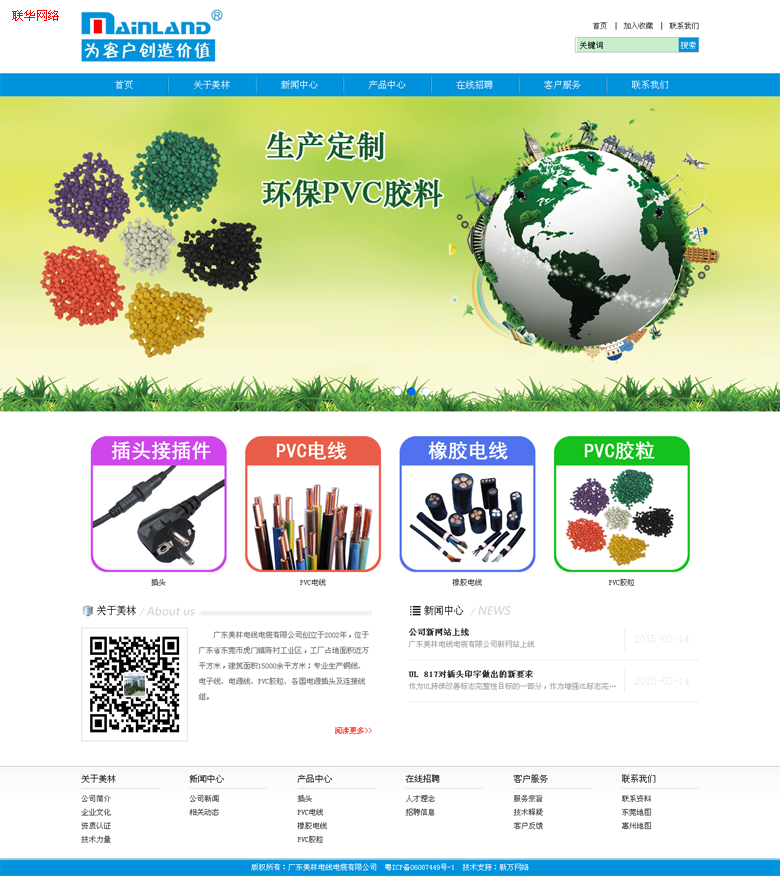 联华网络
MAINLAND®
为客户创造价值
首页 | 加入收藏 | 联系我们
关键词 搜索
首页 关于美林 新闻中心 产品中心 在线招聘 客户服务 联系我们
生产定制
环保PVC胶料
插头接插件 PVC电线 橡胶电线 PVC胶粒
插头 PVC电线 橡胶电线 PVC胶粒
关于美林 / About us
广东美林电线电缆有限公司创立于2002年，位于
广东省东莞市虎门镇陈村工业区，工厂占地面积近万
平方米，建筑面积15000余平方米；专业生产铜线、
电子线、电源线、PVC胶粒、各国电源插头及连接线
组。
阅读更多>>
新闻中心 / NEWS
公司新网站上线
广东美林电线电缆有限公司新网站上线
2015-03-14
UL 817对插头印字做出的新要求
作为UL持续改善标志完整性目标的一部分，作为增强UL标志完…
2015-03-14
关于美林 新闻中心 产品中心 在线招聘 客户服务 联系我们
公司简介 公司新闻 插头 人才理念 服务宗旨 联系资料
企业文化 相关动态 PVC电线 招聘信息 技术释疑 东莞地图
资质认证 橡胶电线 客户反馈 惠州地图
技术力量 PVC胶粒
版权所有：广东美林电线电缆有限公司 粤ICP备06087449号-1 技术支持：新万网络